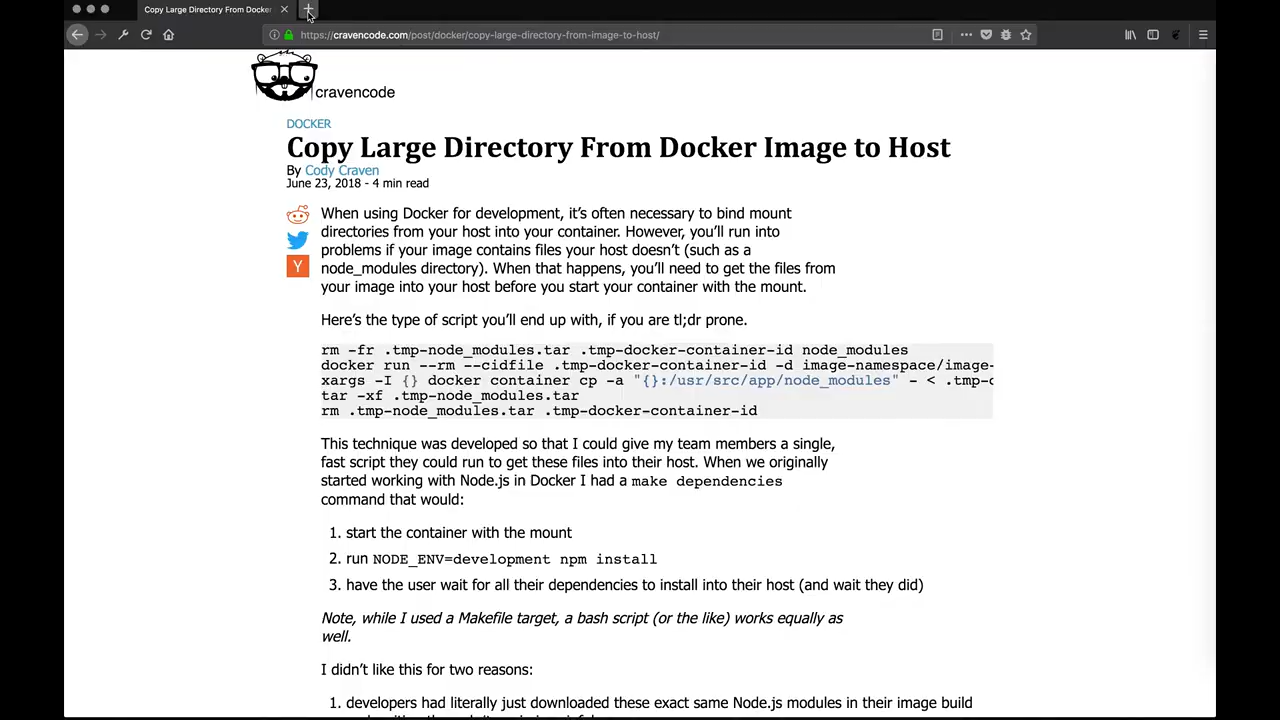 Copy Large Directory From Docker
https://cravencode.com/post/docker/copy-large-directory-from-image-to-host/
cravencode
DOCKER
Copy Large Directory From Docker Image to Host
By Cody Craven
June 23, 2018 - 4 min read
When using Docker for development, it’s often necessary to bind mount
directories from your host into your container. However, you’ll run into
problems if your image contains files your host doesn’t (such as a
node_modules directory). When that happens, you’ll need to get the files from
your image into your host before you start your container with the mount.
Y
Here’s the type of script you’ll end up with, if you are tl;dr prone.
rm -fr .tmp-node_modules.tar .tmp-docker-container-id node_modules
docker run --rm --cidfile .tmp-docker-container-id -d image-namespace/image-
xargs -I {} docker container cp -a "{}:/usr/src/app/node_modules" - < .tmp-
tar -xf .tmp-node_modules.tar
rm .tmp-node_modules.tar .tmp-docker-container-id
This technique was developed so that I could give my team members a single,
fast script they could run to get these files into their host. When we originally
started working with Node.js in Docker I had a make dependencies
command that would:
1. start the container with the mount
2. run NODE_ENV=development npm install
3. have the user wait for all their dependencies to install into their host (and wait they did)
Note, while I used a Makefile target, a bash script (or the like) works equally as
well.
I didn’t like this for two reasons:
1. developers had literally just downloaded these exact same Node.js modules in their image build